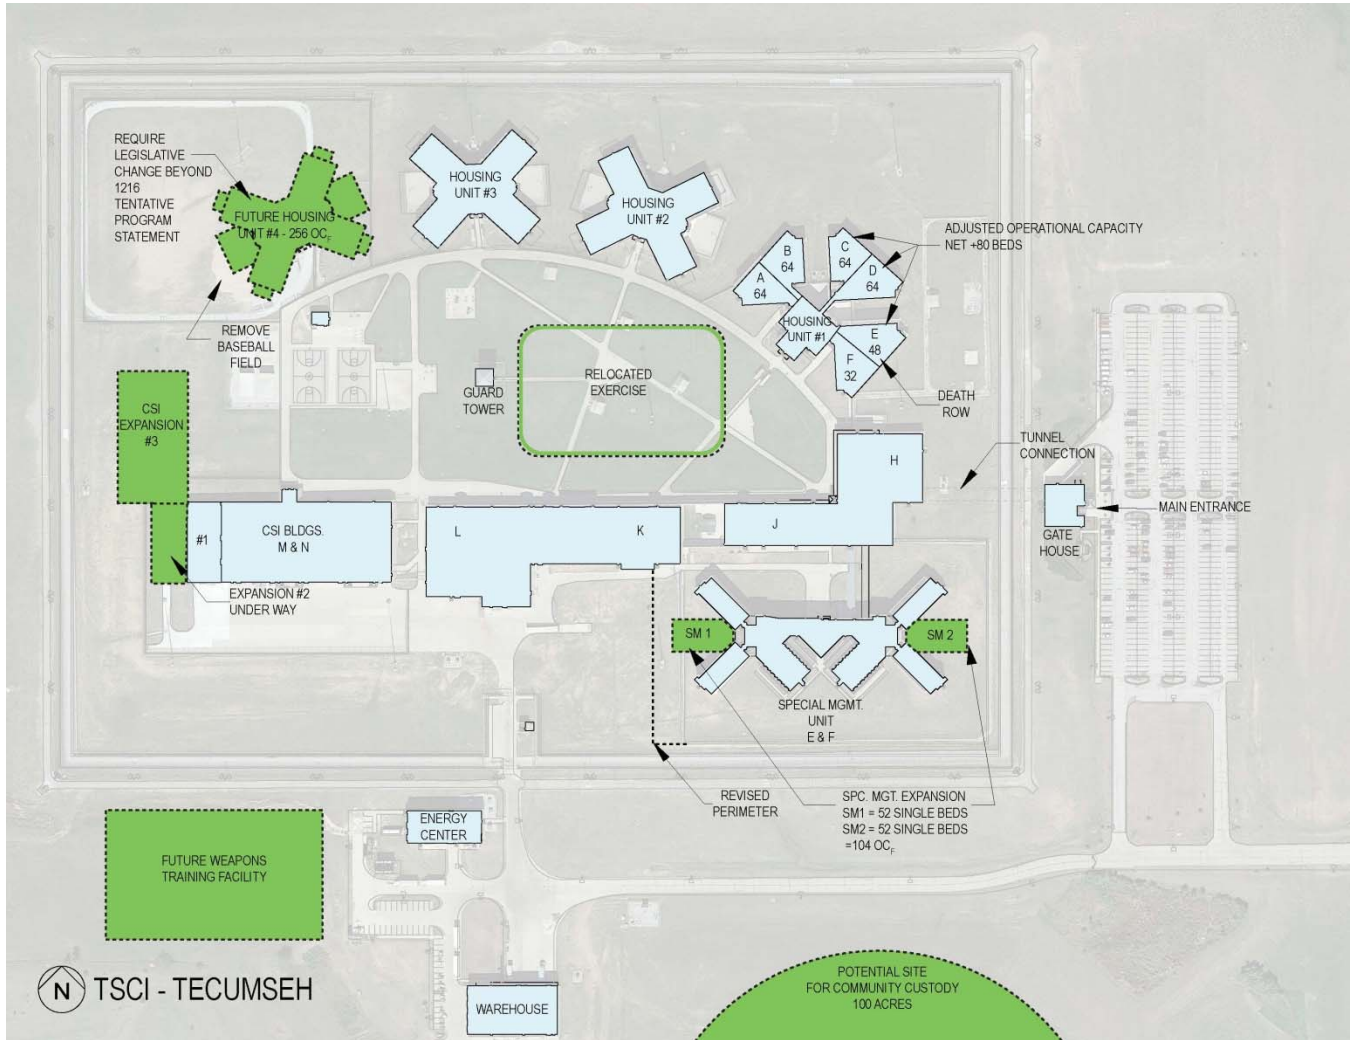 REQUIRE
LEGISLATIVE
CHANGE BEYOND
1216
TENTATIVE
PROGRAM
STATEMENT
FUTURE HOUSING
UNIT #4 - 256 OCF
REMOVE
BASEBALL
FIELD
HOUSING
UNIT #3
HOUSING
UNIT #2
B
64
A
64
C
64
D
64
HOUSING
UNIT #1
E
48
F
32
ADJUSTED OPERATIONAL CAPACITY
NET +80 BEDS
DEATH
ROW
GUARD
TOWER
RELOCATED
EXERCISE
CSI
EXPANSION
#3
#1
CSI BLDGS.
M & N
EXPANSION #2
UNDER WAY
L
K
J
H
TUNNEL
CONNECTION
MAIN ENTRANCE
GATE
HOUSE
SM 1
SM 2
SPECIAL MGMT.
UNIT
E & F
REVISED
PERIMETER
SPC. MGT. EXPANSION
SM1 = 52 SINGLE BEDS
SM2 = 52 SINGLE BEDS
=104 OCF
ENERGY
CENTER
FUTURE WEAPONS
TRAINING FACILITY
WAREHOUSE
POTENTIAL SITE
FOR COMMUNITY CUSTODY
100 ACRES
N TSCI - TECUMSEH